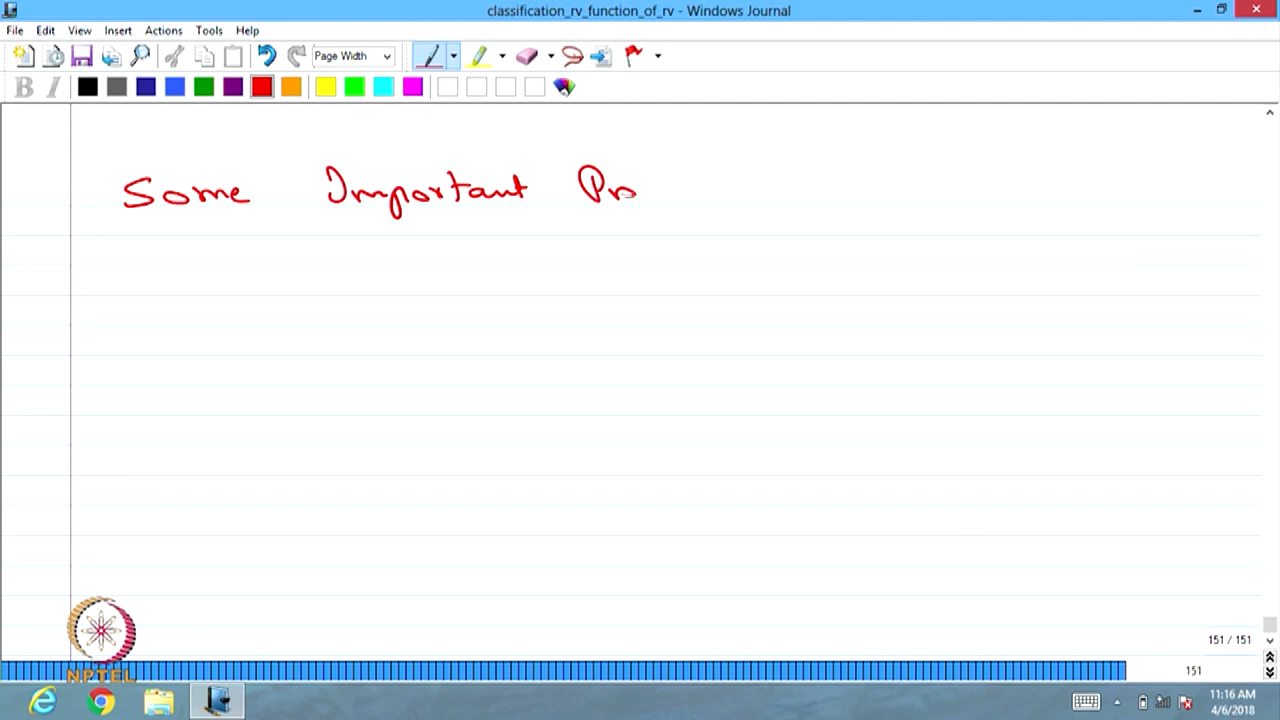 classification_rv_function_of_rv - Windows Journal
File Edit View Insert Actions Tools Help
Page Width
B I
Some Important Pro
151 / 151
151
NPTEL
11:16 AM
4/6/2018